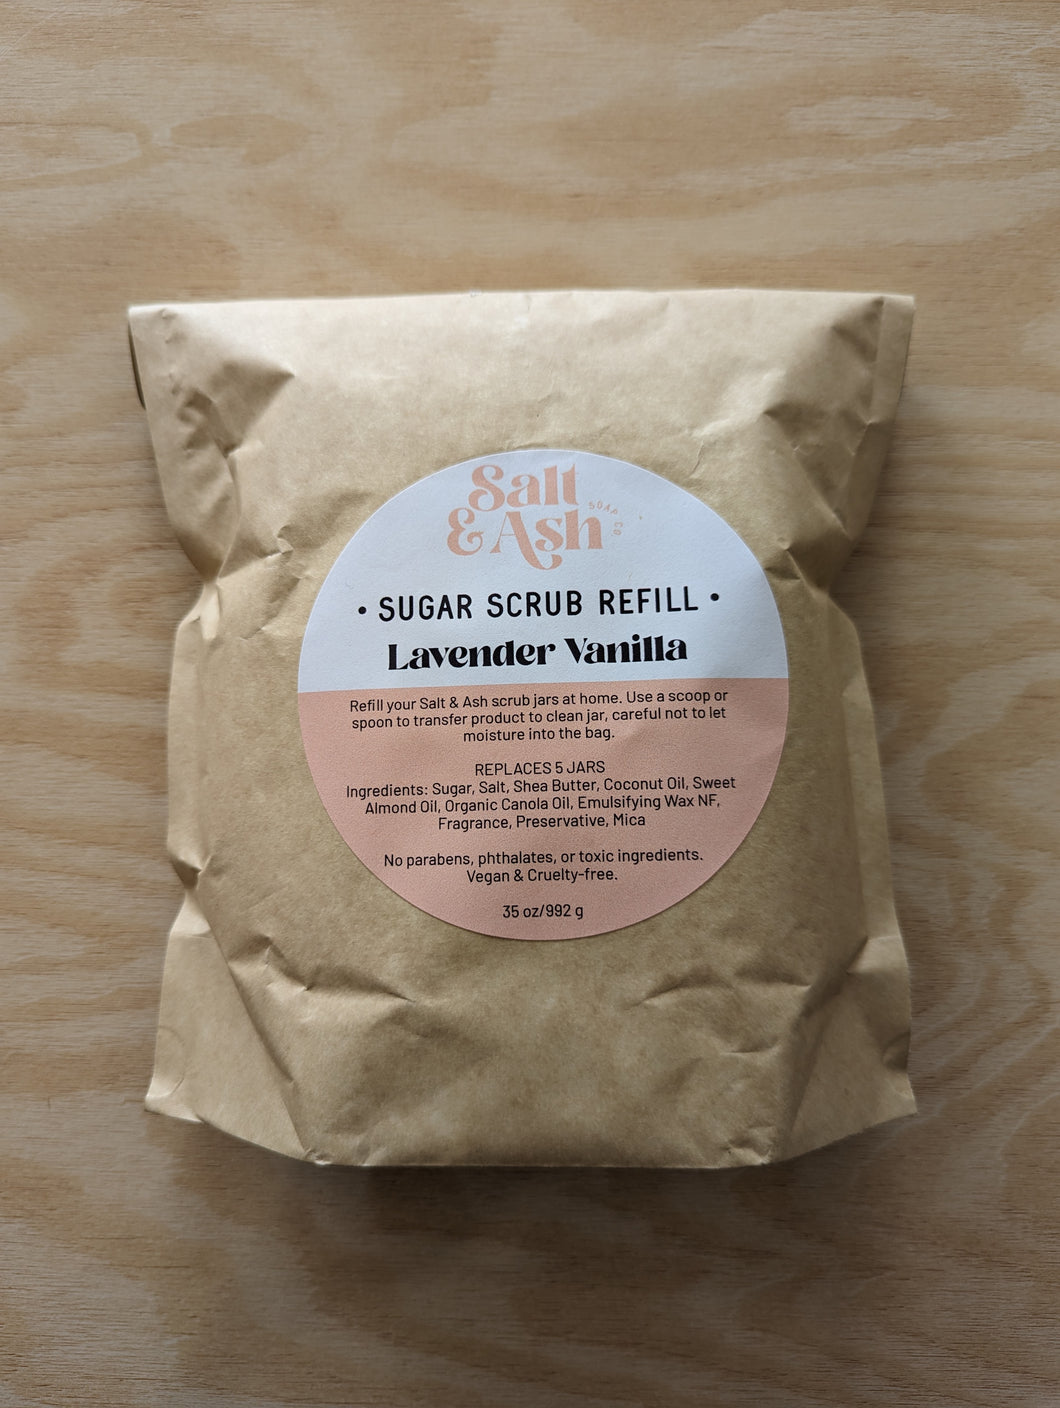 Salt
& Ash
SOAP CO
• SUGAR SCRUB REFILL •
Lavender Vanilla
Refill your Salt & Ash scrub jars at home. Use a scoop or
spoon to transfer product to clean jar, careful not to let
moisture into the bag.
REPLACES 5 JARS
Ingredients: Sugar, Salt, Shea Butter, Coconut Oil, Sweet
Almond Oil, Organic Canola Oil, Emulsifying Wax NF,
Fragrance, Preservative, Mica
No parabens, phthalates, or toxic ingredients.
Vegan & Cruelty-free.
35 oz/992 g